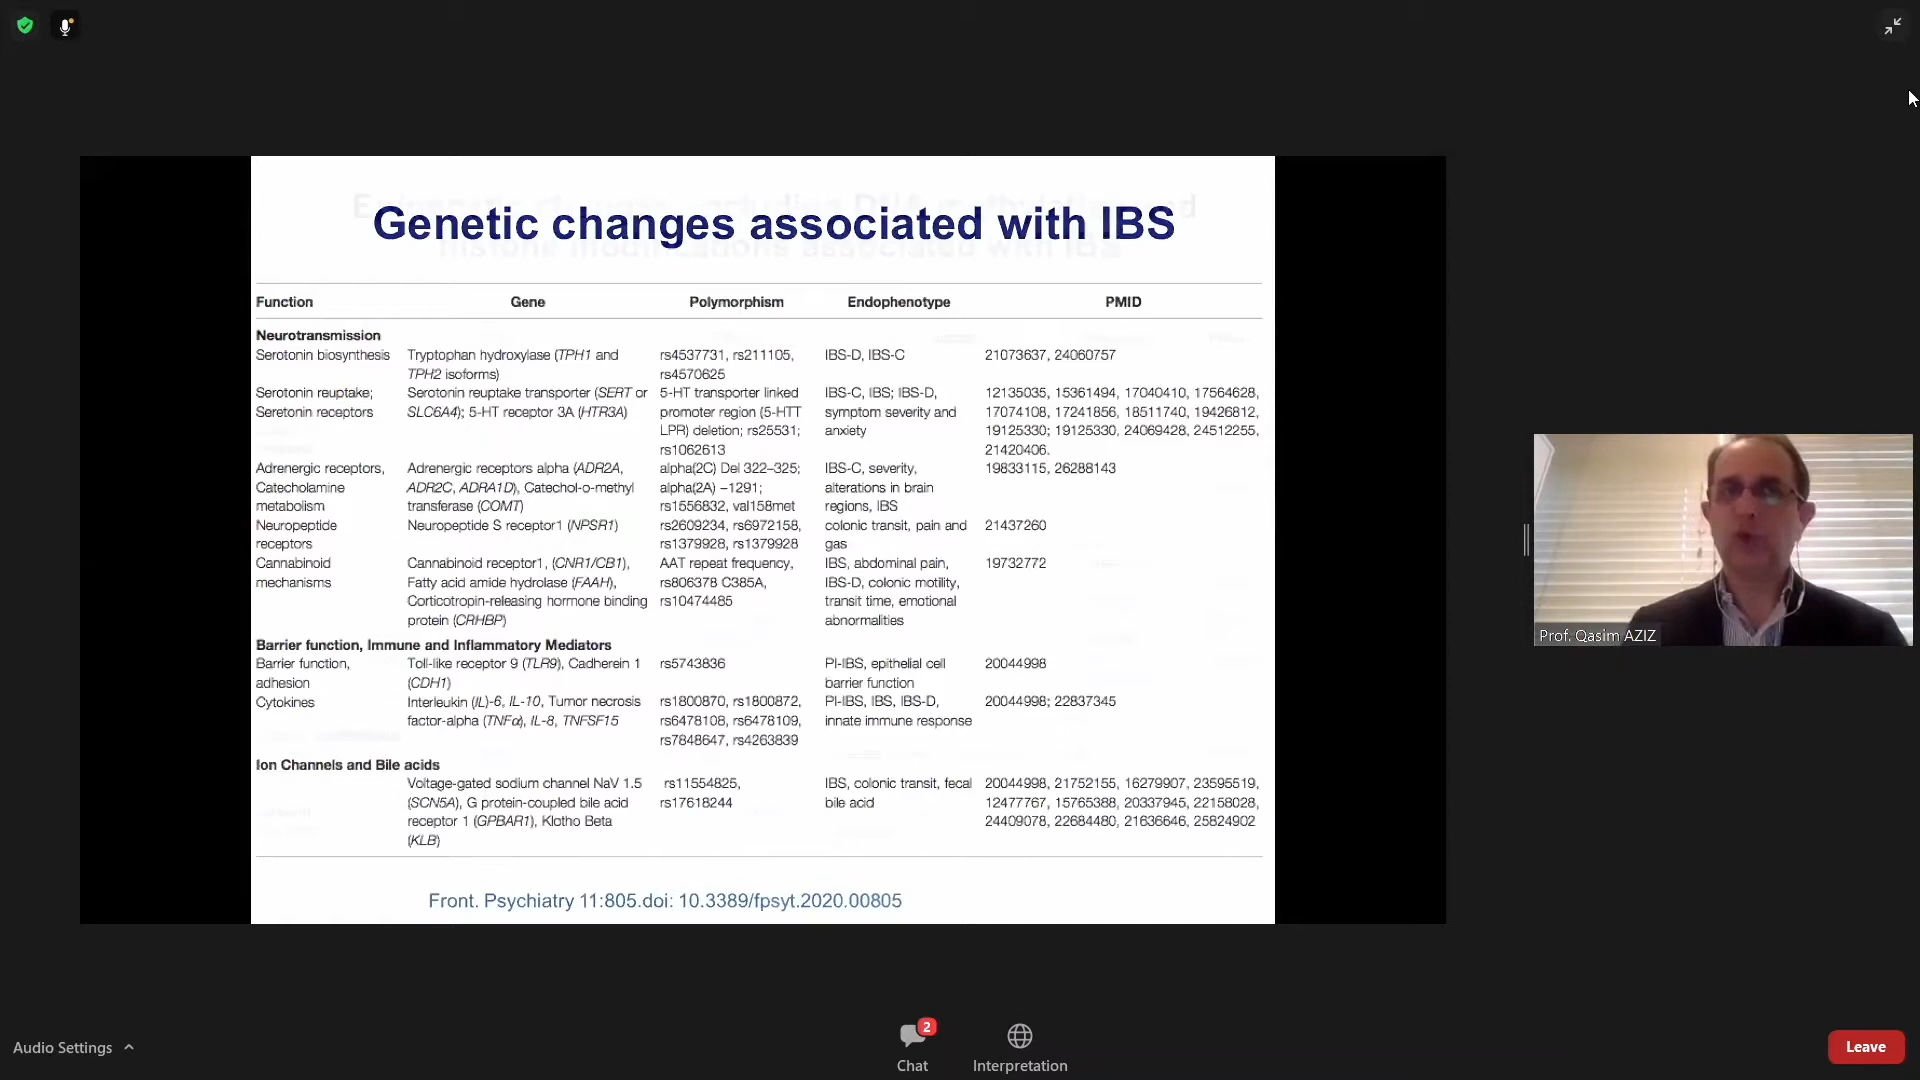 Genetic changes associated with IBS
Function Gene Polymorphism Endophenotype PMID
Neurotransmission
Serotonin biosynthesis Tryptophan hydroxylase (TPH1 and rs4537731, rs211105, IBS-D, IBS-C 21073637, 24060757
TPH2 isoforms) rs4570625
Serotonin reuptake; Serotonin reuptake transporter (SERT or 5-HT transporter linked IBS-C, IBS; IBS-D, 12135035, 15361494, 17040410, 17564628,
Seretonin receptors SLC6A4); 5-HT receptor 3A (HTR3A) promoter region (5-HTT symptom severity and 17074108, 17241856, 18511740, 19426812,
LPR) deletion; rs25531; anxiety 19125330; 19125330, 24069428, 24512255,
rs1062613 21420406.
Adrenergic receptors, Adrenergic receptors alpha (ADR2A, alpha(2C) Del 322–325; IBS-C, severity, 19833115, 26288143
Catecholamine ADR2C, ADRA1D), Catechol-o-methyl alpha(2A) –1291; alterations in brain
metabolism transferase (COMT) rs1556832, val158met regions, IBS
Neuropeptide Neuropeptide S receptor1 (NPSR1) rs2609234, rs6972158, colonic transit, pain and 21437260
receptors rs1379928, rs1379928 gas
Cannabinoid Cannabinoid receptor1, (CNR1/CB1), AAT repeat frequency, IBS, abdominal pain, 19732772
mechanisms Fatty acid amide hydrolase (FAAH), rs806378 C385A, IBS-D, colonic motility,
Corticotropin-releasing hormone binding rs10474485 transit time, emotional
protein (CRHBP) abnormalities
Barrier function, Immune and Inflammatory Mediators
Barrier function, Toll-like receptor 9 (TLR9), Cadherein 1 rs5743836 PI-IBS, epithelial cell 20044998
adhesion (CDH1) barrier function
Cytokines Interleukin (IL)-6, IL-10, Tumor necrosis rs1800870, rs1800872, PI-IBS, IBS, IBS-D, 20044998; 22837345
factor-alpha (TNFα), IL-8, TNFSF15 rs6478108, rs6478109, innate immune response
rs7848647, rs4263839
Ion Channels and Bile acids
Voltage-gated sodium channel NaV 1.5 rs11554825, IBS, colonic transit, fecal 20044998, 21752155, 16279907, 23595519,
(SCN5A), G protein-coupled bile acid rs17618244 bile acid 12477767, 15765388, 20337945, 22158028,
receptor 1 (GPBAR1), Klotho Beta 24409078, 22684480, 21636646, 25824902
(KLB)
Front. Psychiatry 11:805.doi: 10.3389/fpsyt.2020.00805
Prof. Qasim AZIZ
2
Audio Settings Chat Interpretation Leave